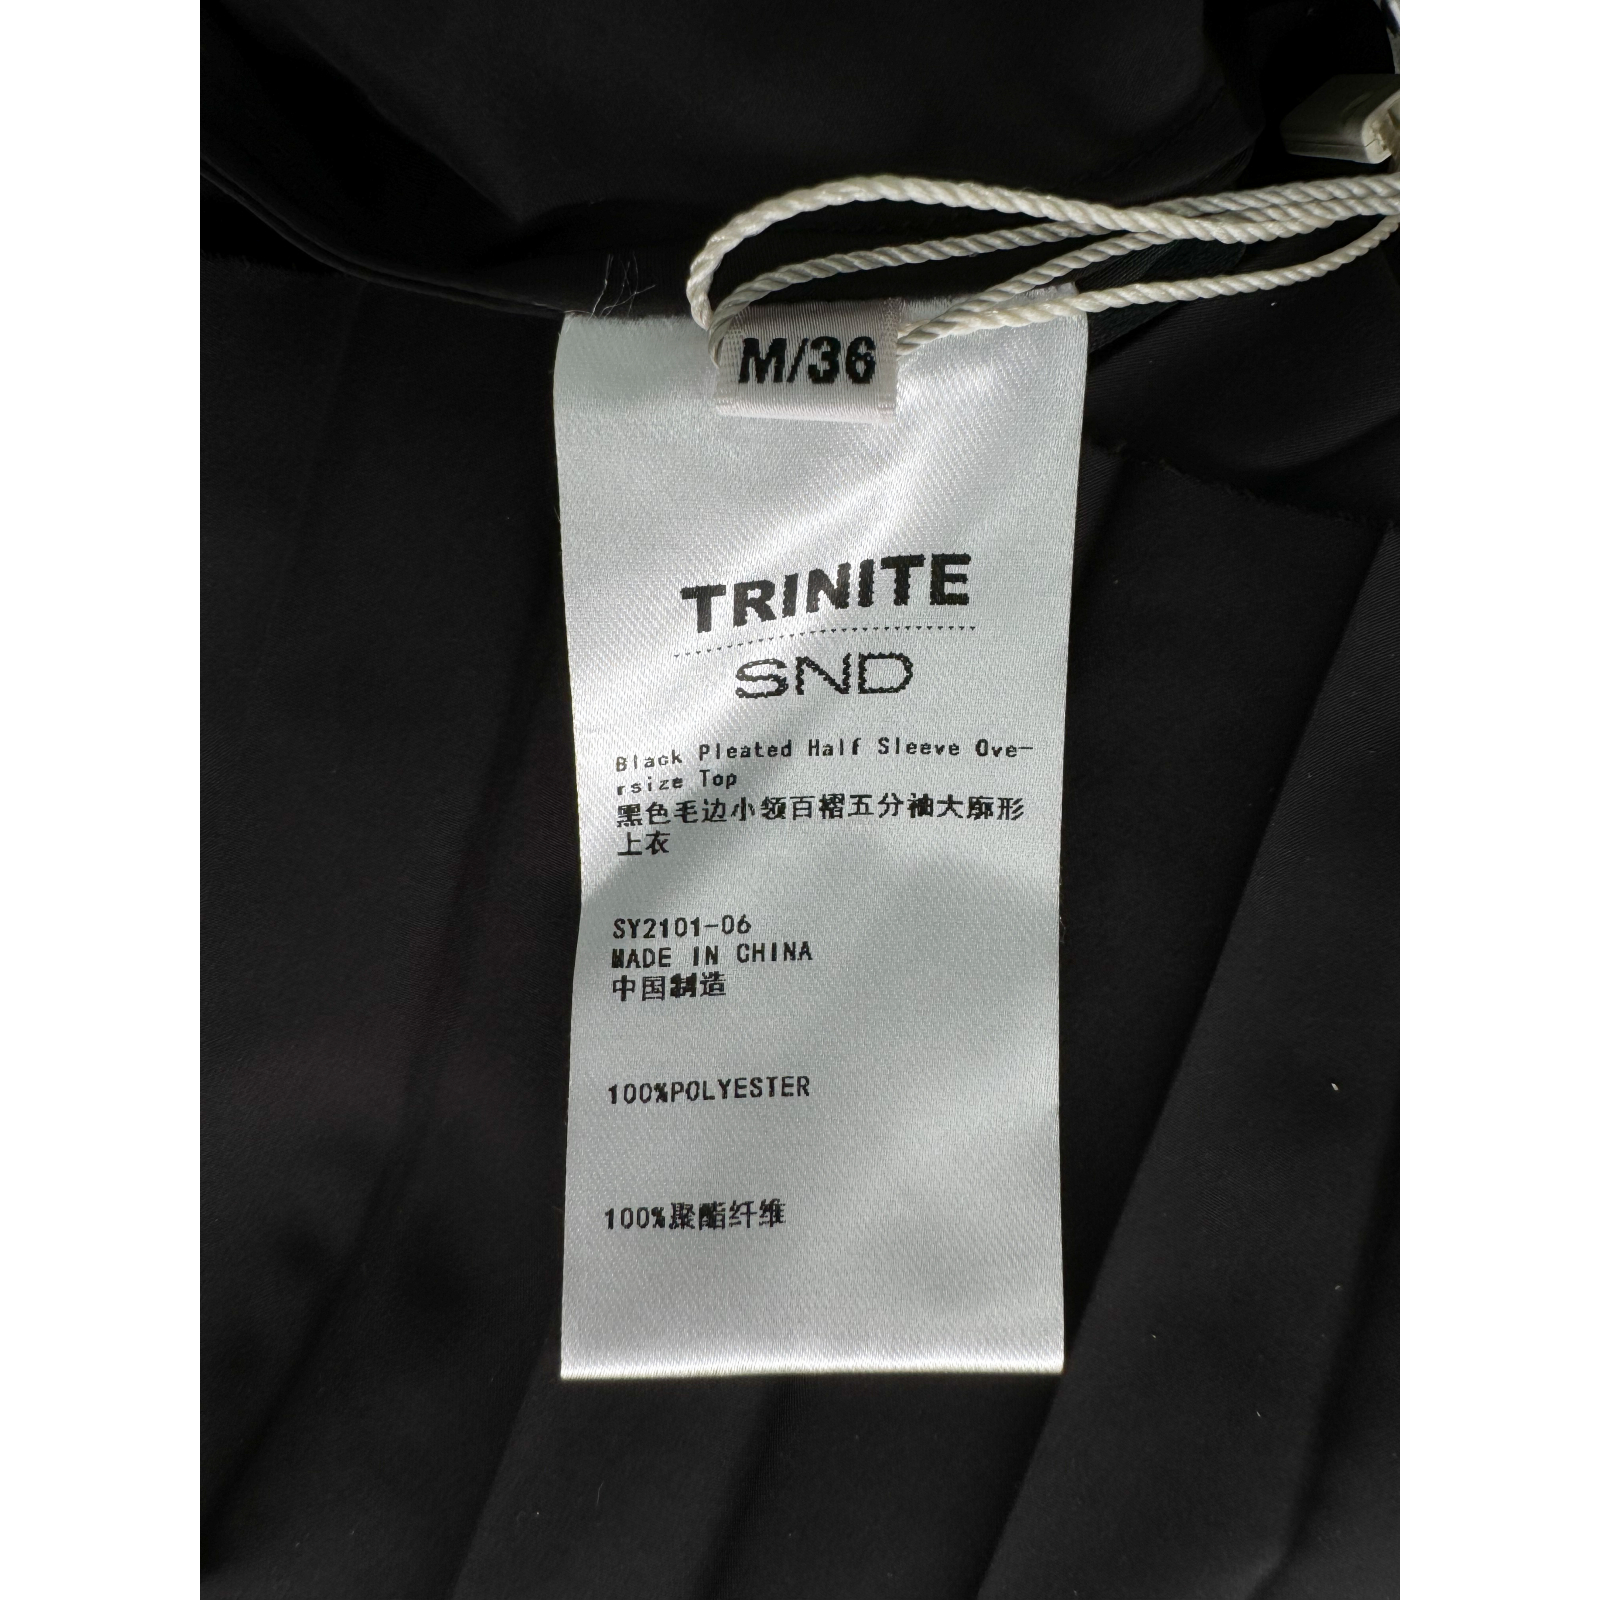 M/36
TRINITE
SND
Black Pleated Half Sleeve Ove-
rsize Top
黑色毛边小领百褶五分袖大廓形
上衣
SY2101-06
MADE IN CHINA
中国制造
100%POLYESTER
100%聚酯纤维